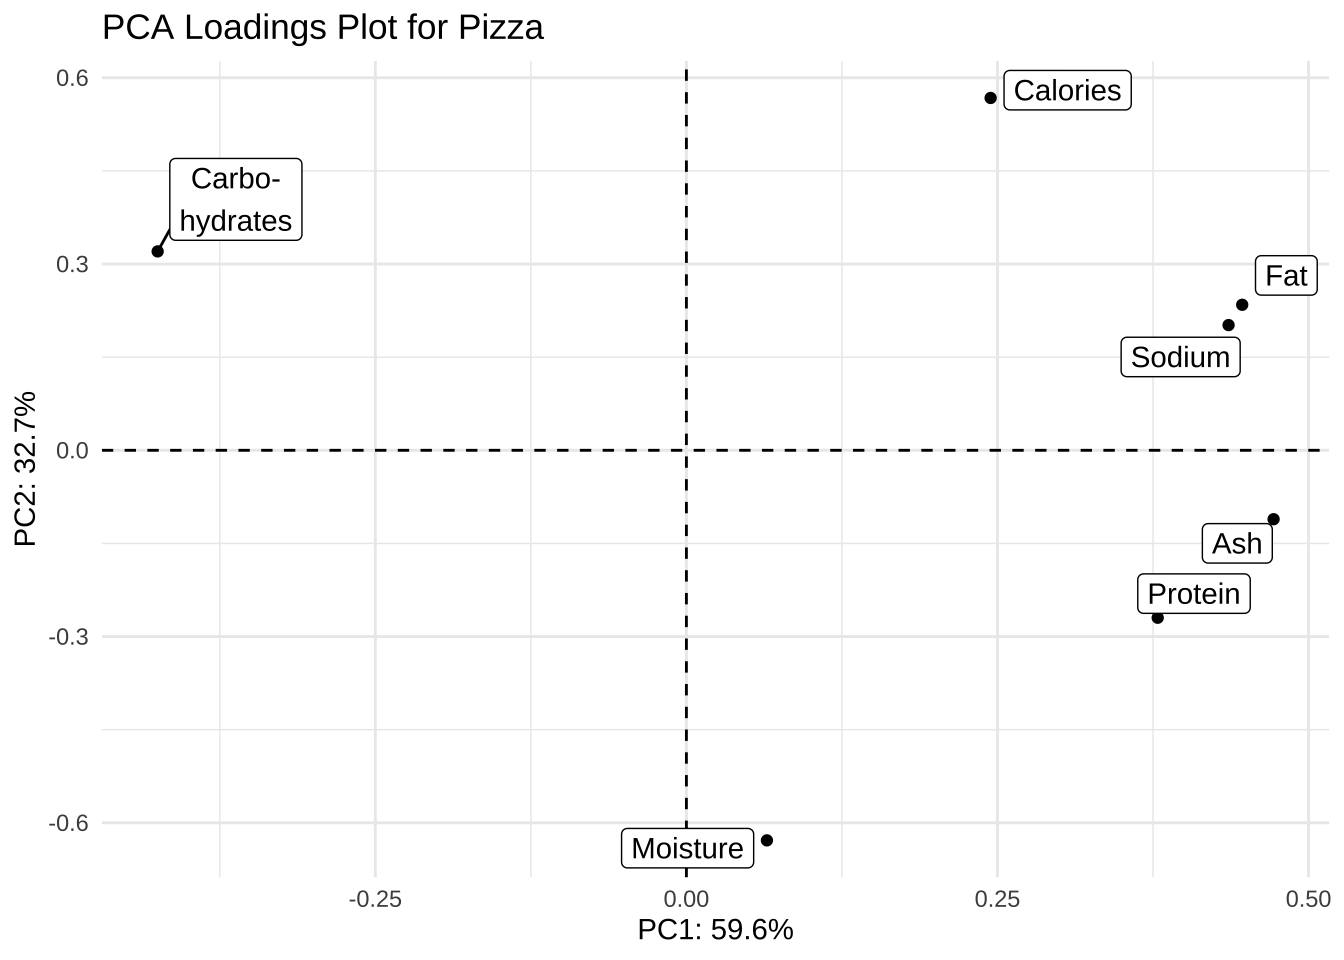 PCA Loadings Plot for Pizza
0.6
Calories
Carbo-
hydrates
0.3
Fat
Sodium
PC2: 32.7%
0.0
Ash
Protein
-0.3
-0.6
Moisture
-0.25
0.00
0.25
0.50
PC1: 59.6%